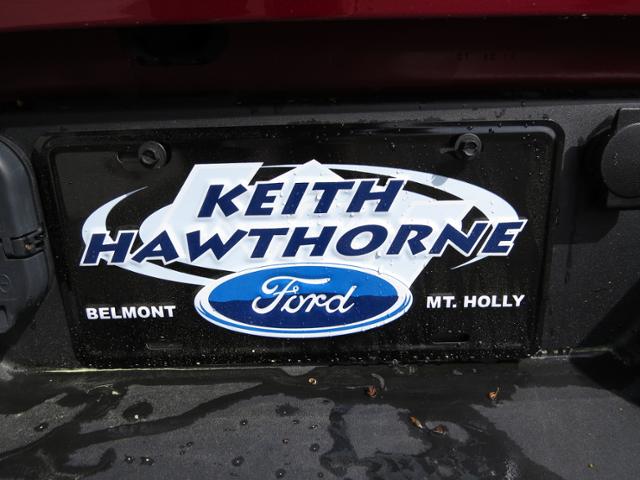 KEITH
HAWTHORNE
Ford
BELMONT
MT. HOLLY